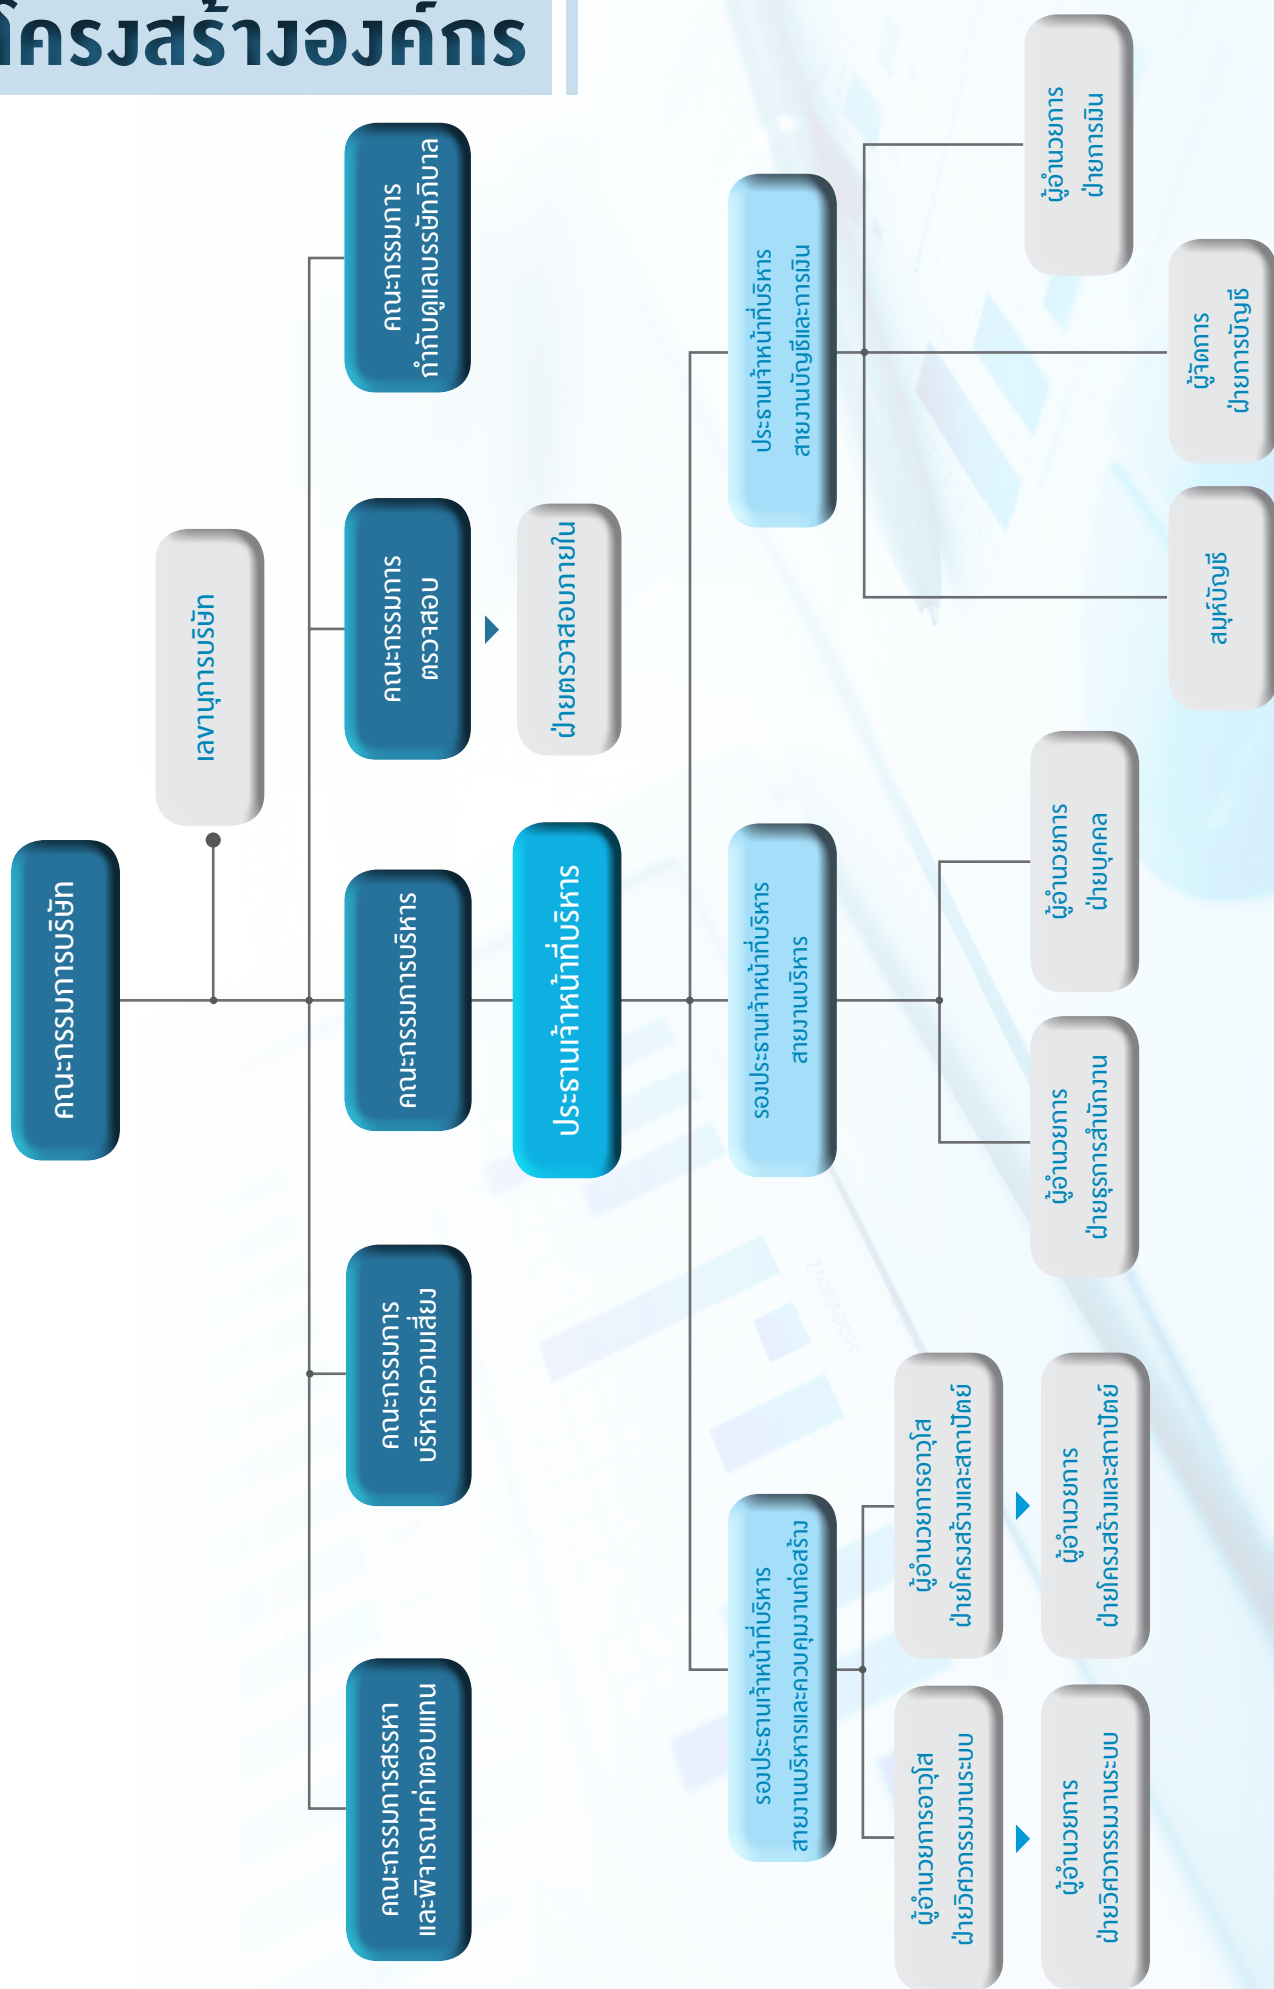 โครงสร้างองค์กร
คณะกรรมการบริษัท
เลขานุการบริษัท
คณะกรรมการสรรหา
และพิจารณาค่าตอบแทน
คณะกรรมการ
บริหารความเสี่ยง
คณะกรรมการบริหาร
คณะกรรมการ
ตรวจสอบ
คณะกรรมการ
กำกับดูแลบรรษัทภิบาล
ประธานเจ้าหน้าที่บริหาร
ฝ่ายตรวจสอบภายใน
รองประธานเจ้าหน้าที่บริหาร
สายงานบริหารและควบคุมงานก่อสร้าง
รองประธานเจ้าหน้าที่บริหาร
สายงานบริหาร
ประธานเจ้าหน้าที่บริหาร
สายงานบัญชีและการเงิน
ผู้อำนวยการอาวุโส
ฝ่ายวิศวกรรมงานระบบ
ผู้อำนวยการอาวุโส
ฝ่ายโครงสร้างและสถาปัตย์
ผู้อำนวยการ
ฝ่ายวิศวกรรมงานระบบ
ผู้อำนวยการ
ฝ่ายโครงสร้างและสถาปัตย์
ผู้อำนวยการ
ฝ่ายธุรการสำนักงาน
ผู้อำนวยการ
ฝ่ายบุคคล
ผู้อำนวยการ
ฝ่ายการเงิน
สมุห์บัญชี
ผู้จัดการ
ฝ่ายการบัญชี